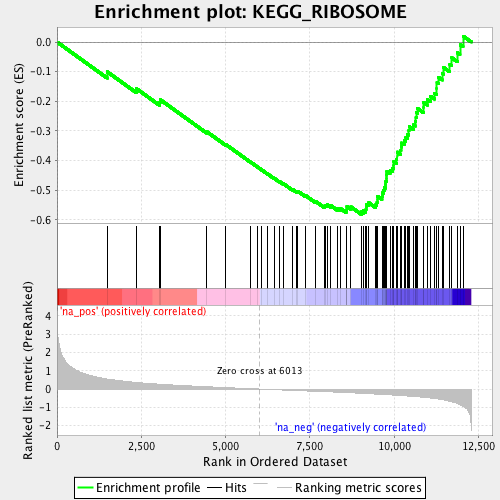 Enrichment plot: KEGG_RIBOSOME
Enrichment score (ES)
0.0
-0.1
-0.2
-0.3
-0.4
-0.5
-0.6
'na_pos' (positively correlated)
Ranked list metric (PreRanked)
4
3
2
1
0
-1
-2
Zero cross at 6013
'na_neg' (negatively correlated)
0 2,500 5,000 7,500 10,000 12,500
Rank in Ordered Dataset
Enrichment profile Hits Ranking metric scores